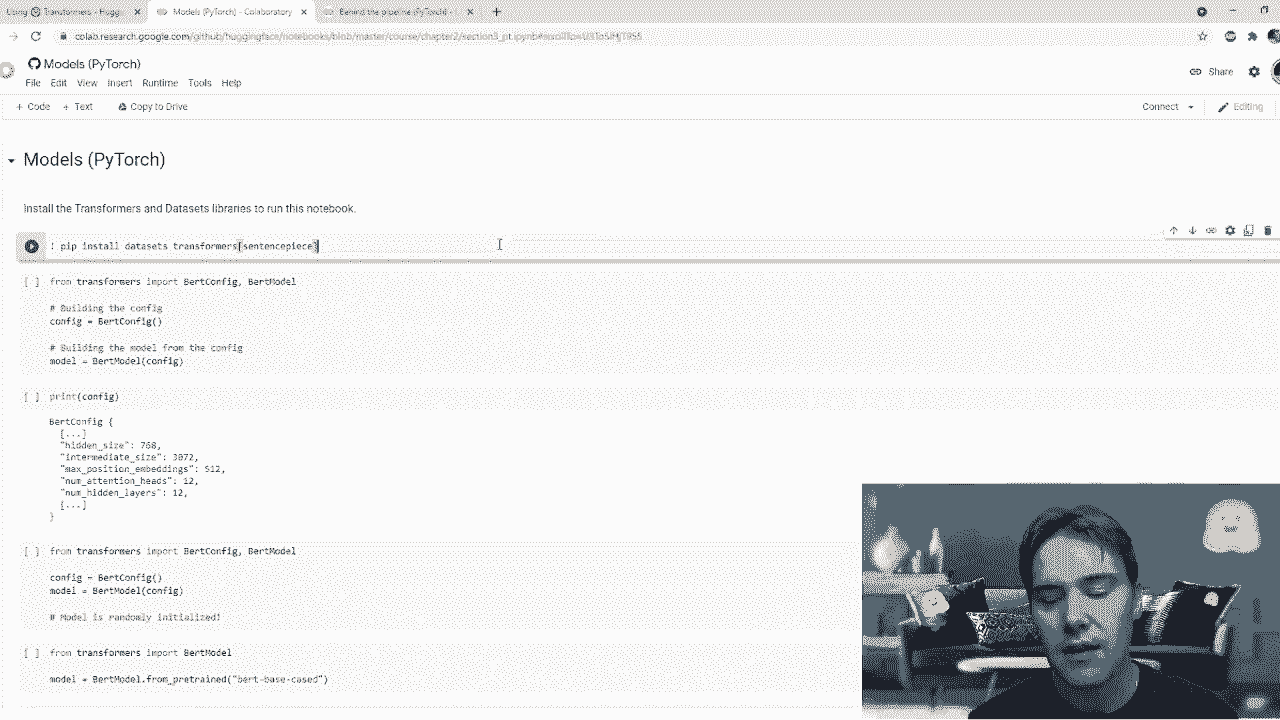 Using 🤗 Transformers - Huggi
Models (PyTorch) - Colaboratory
Behind the pipeline (PyTorch) -
colab.research.google.com/github/huggingface/notebooks/blob/master/course/chapter2/section3_pt.ipynb
Models (PyTorch)
File Edit View Insert Runtime Tools Help
Share
+ Code + Text Copy to Drive
Connect
Editing
Models (PyTorch)
Install the Transformers and Datasets libraries to run this notebook.
! pip install datasets transformers[sentencepiece]
[ ] from transformers import BertConfig, BertModel
# Building the config
config = BertConfig()
# Building the model from the config
model = BertModel(config)
[ ] print(config)
BertConfig {
[...]
"hidden_size": 768,
"intermediate_size": 3072,
"max_position_embeddings": 512,
"num_attention_heads": 12,
"num_hidden_layers": 12,
[...]
}
[ ] from transformers import BertConfig, BertModel
config = BertConfig()
model = BertModel(config)
# Model is randomly initialized!
[ ] from transformers import BertModel
model = BertModel.from_pretrained("bert-base-cased")